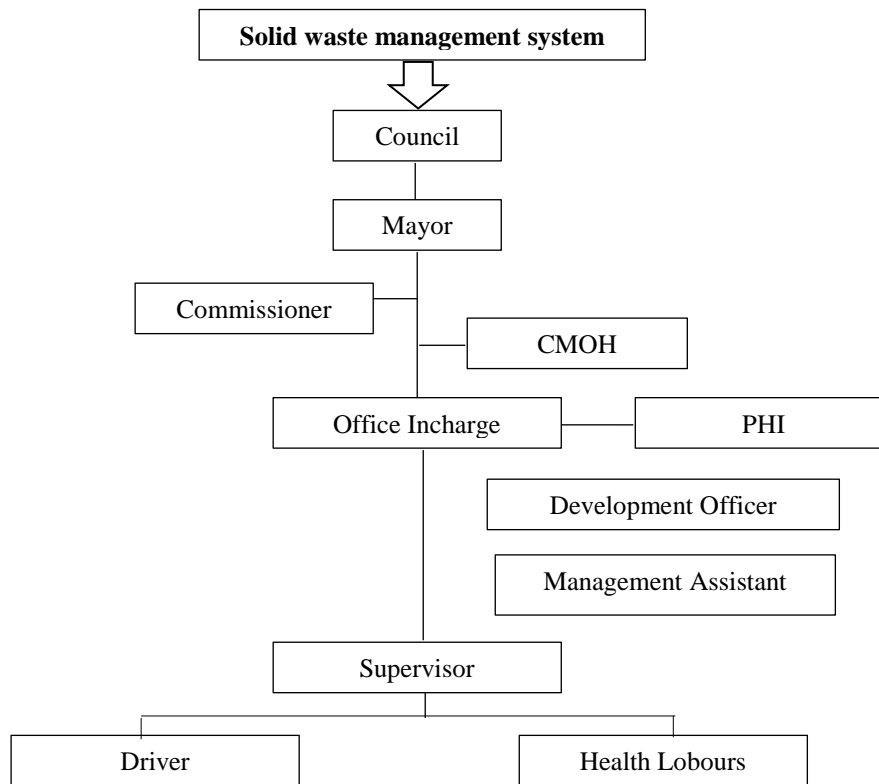 Solid waste management system
Council
Mayor
Commissioner
CMOH
Office Incharge
PHI
Development Officer
Management Assistant
Supervisor
Driver
Health Lobours